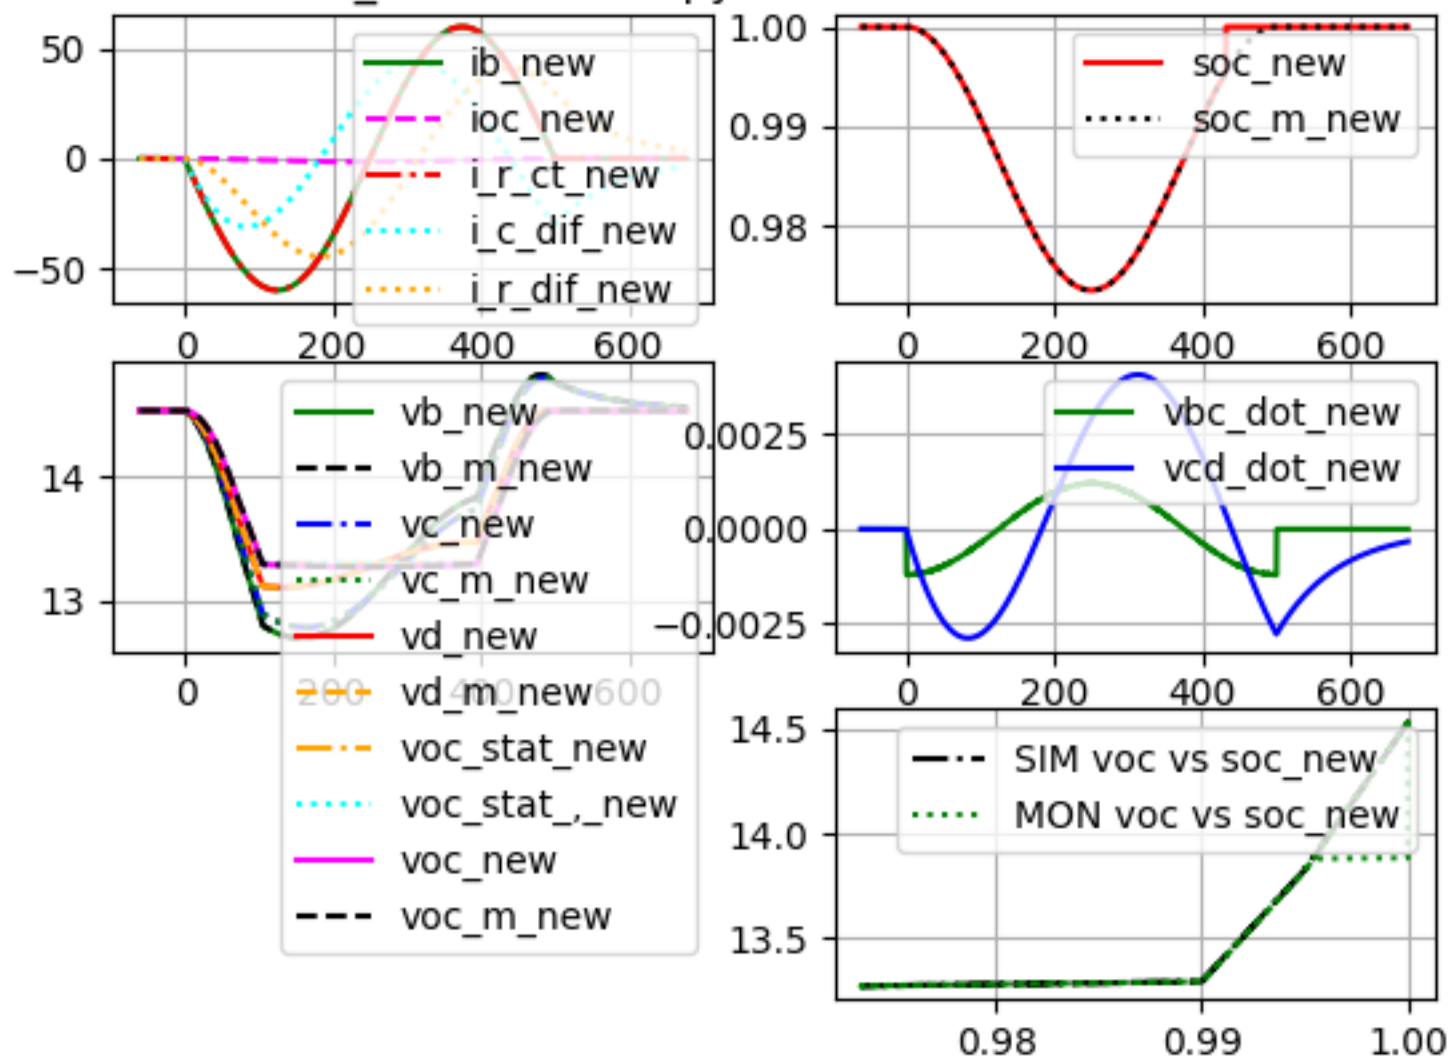 50
0
−50
ib_new
ioc_new
i_r_ct_new
i_c_dif_new
i_r_dif_new
0
200
400
600
1.00
0.99
0.98
soc_new
soc_m_new
0
200
400
600
14
13
vb_new
vb_m_new
vc_new
vc_m_new
vd_new
vd_m_new
voc_stat_new
voc_stat_,_new
voc_new
voc_m_new
0
200
400
600
0.0025
0.0000
−0.0025
vbc_dot_new
vcd_dot_new
0
200
400
600
14.5
14.0
13.5
SIM voc vs soc_new
MON voc vs soc_new
0.98
0.99
1.00